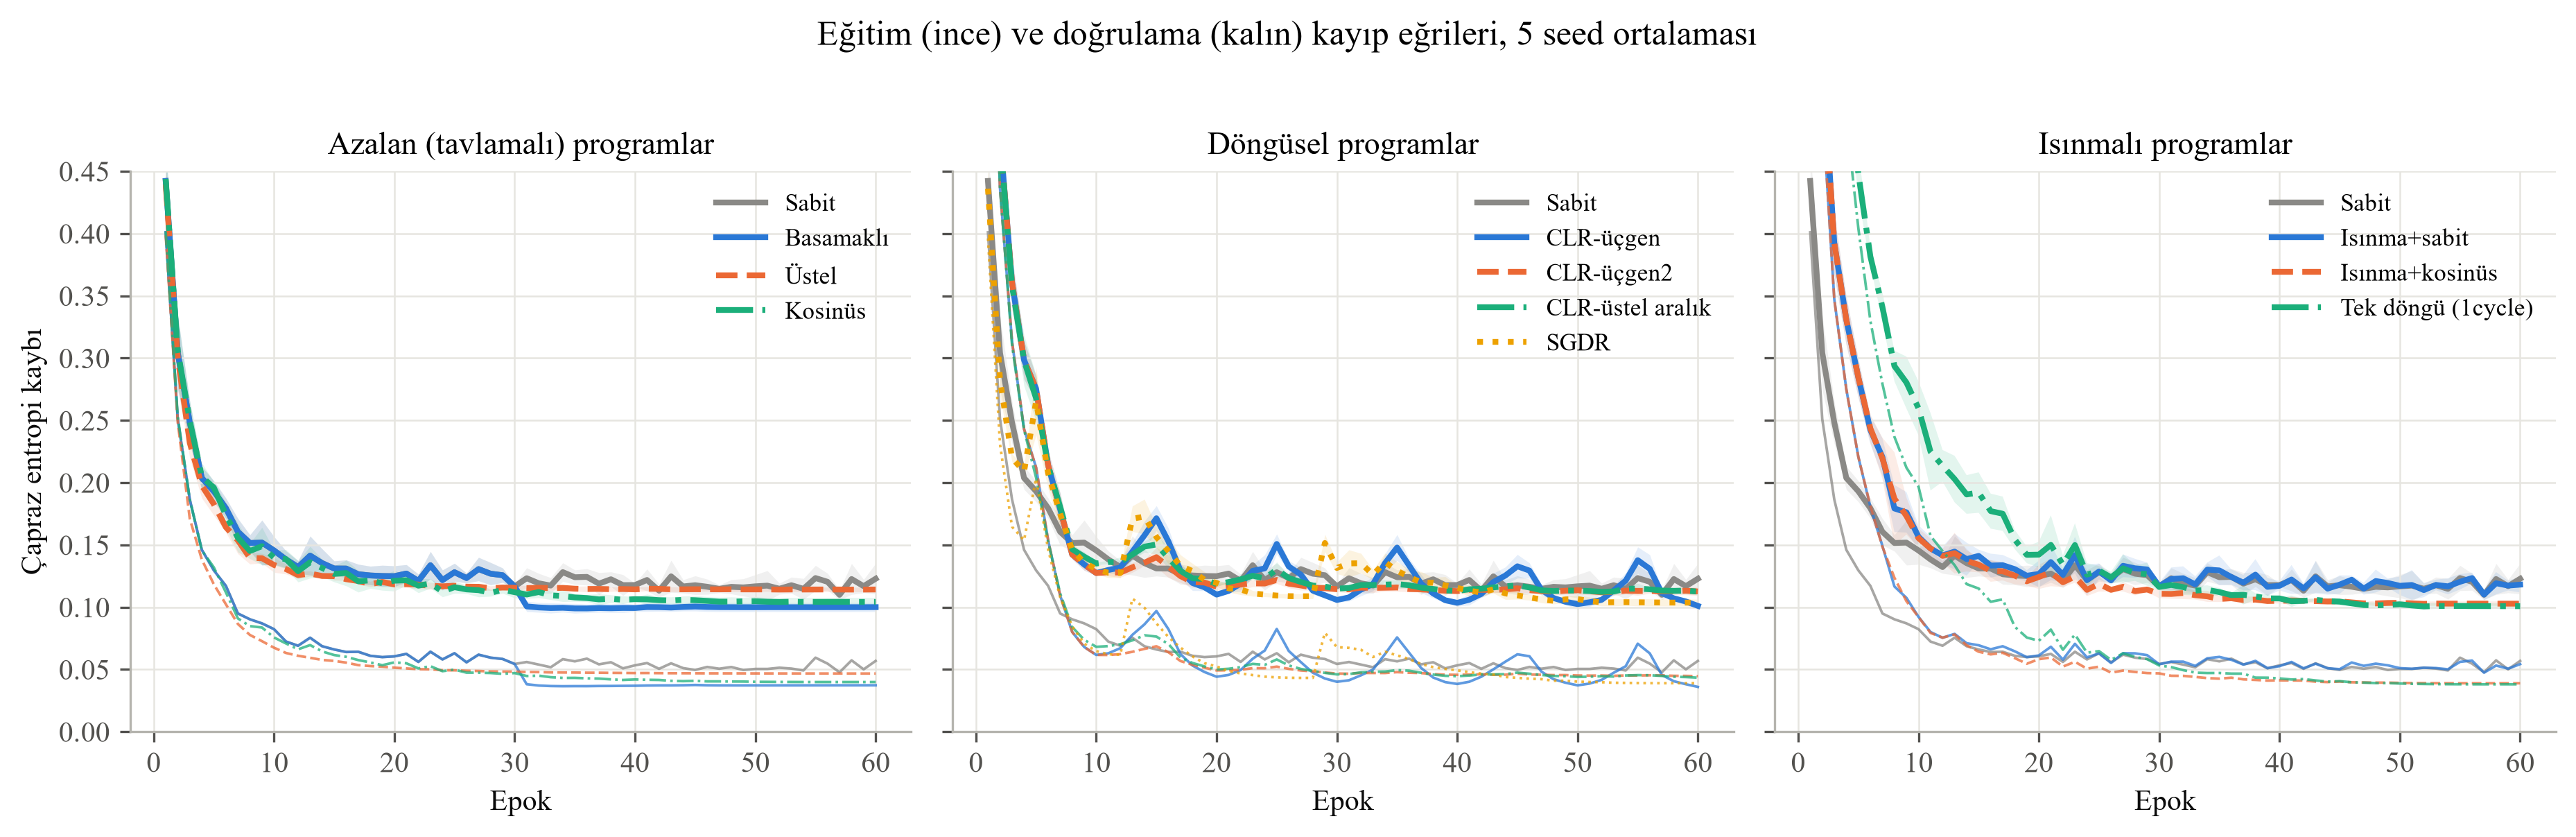 Eğitim (ince) ve doğrulama (kalın) kayıp eğrileri, 5 seed ortalaması
Azalan (tavlamalı) programlar
Döngüsel programlar
Isınmalı programlar
Çapraz entropi kaybı
0.45
0.40
0.35
0.30
0.25
0.20
0.15
0.10
0.05
0.00
Sabit
Basamaklı
Üstel
Kosinüs
Sabit
CLR-üçgen
CLR-üçgen2
CLR-üstel aralık
SGDR
Sabit
Isınma+sabit
Isınma+kosinüs
Tek döngü (1cycle)
0 10 20 30 40 50 60
0 10 20 30 40 50 60
0 10 20 30 40 50 60
Epok
Epok
Epok